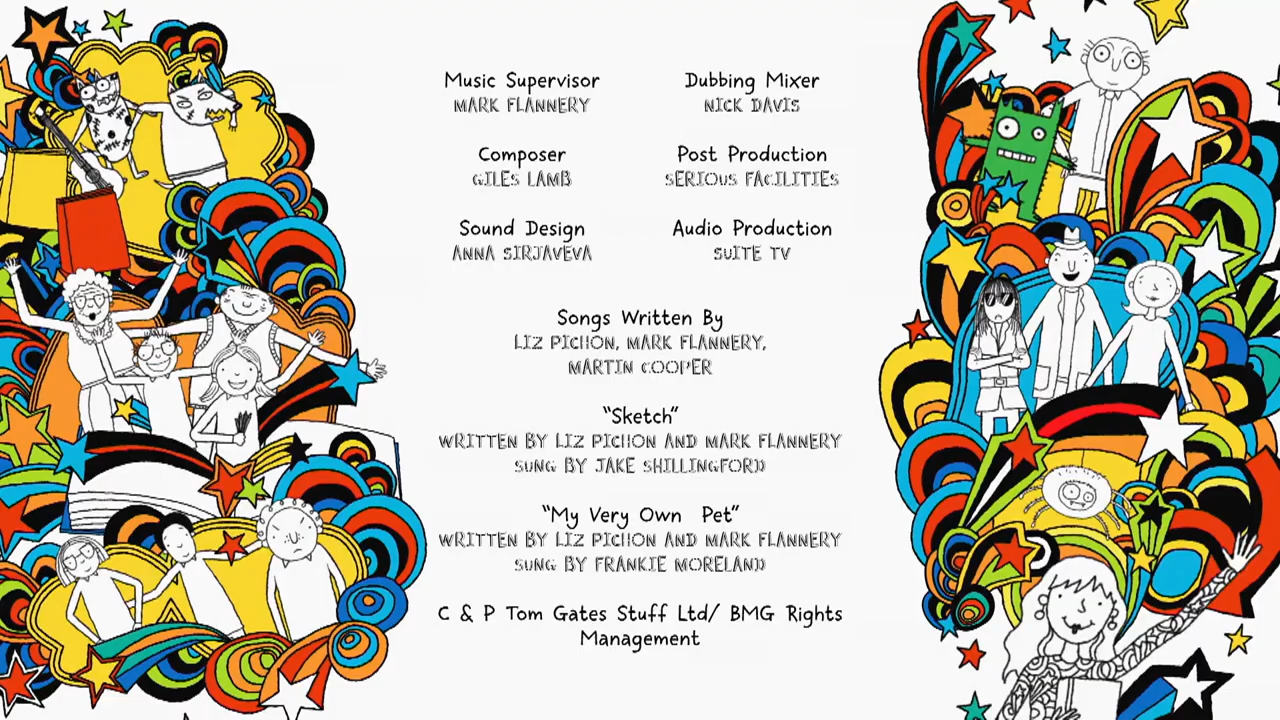 Music Supervisor
MARK FLANNERY
Dubbing Mixer
NICK DAVIS
Composer
GILES LAMB
Post Production
SERIOUS FACILITIES
Sound Design
ANNA SIRJAVEVA
Audio Production
SUITE TV
Songs Written By
LIZ PICHON, MARK FLANNERY,
MARTIN COOPER
"Sketch"
WRITTEN BY LIZ PICHON AND MARK FLANNERY
SUNG BY JAKE SHILLINGFORD
"My Very Own Pet"
WRITTEN BY LIZ PICHON AND MARK FLANNERY
SUNG BY FRANKIE MORELAND
C & P Tom Gates Stuff Ltd/ BMG Rights
Management